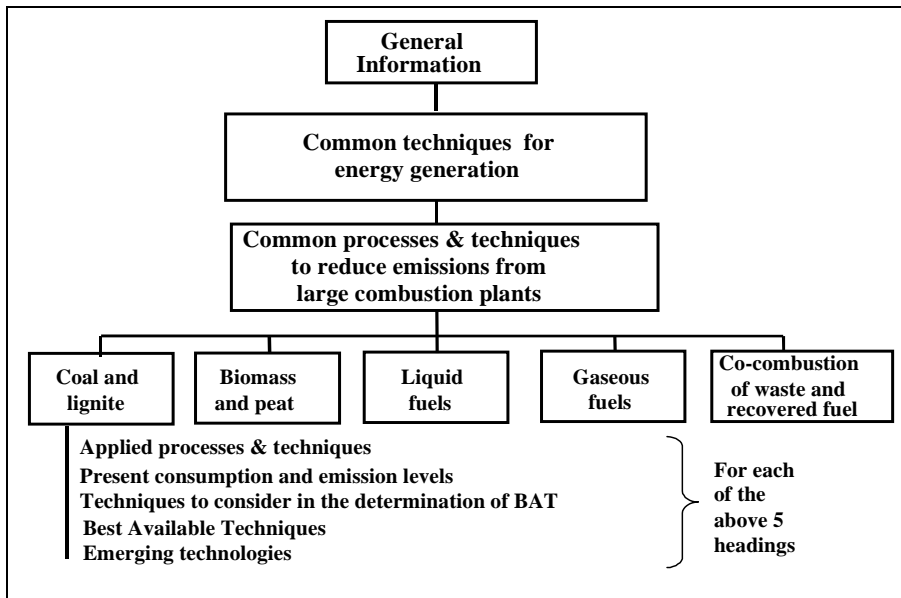 General
Information
Common techniques for
energy generation
Common processes & techniques
to reduce emissions from
large combustion plants
Coal and
lignite
Biomass
and peat
Liquid
fuels
Gaseous
fuels
Co-combustion
of waste and
recovered fuel
Applied processes & techniques
Present consumption and emission levels
Techniques to consider in the determination of BAT
Best Available Techniques
Emerging technologies
For each
of the
above 5
headings